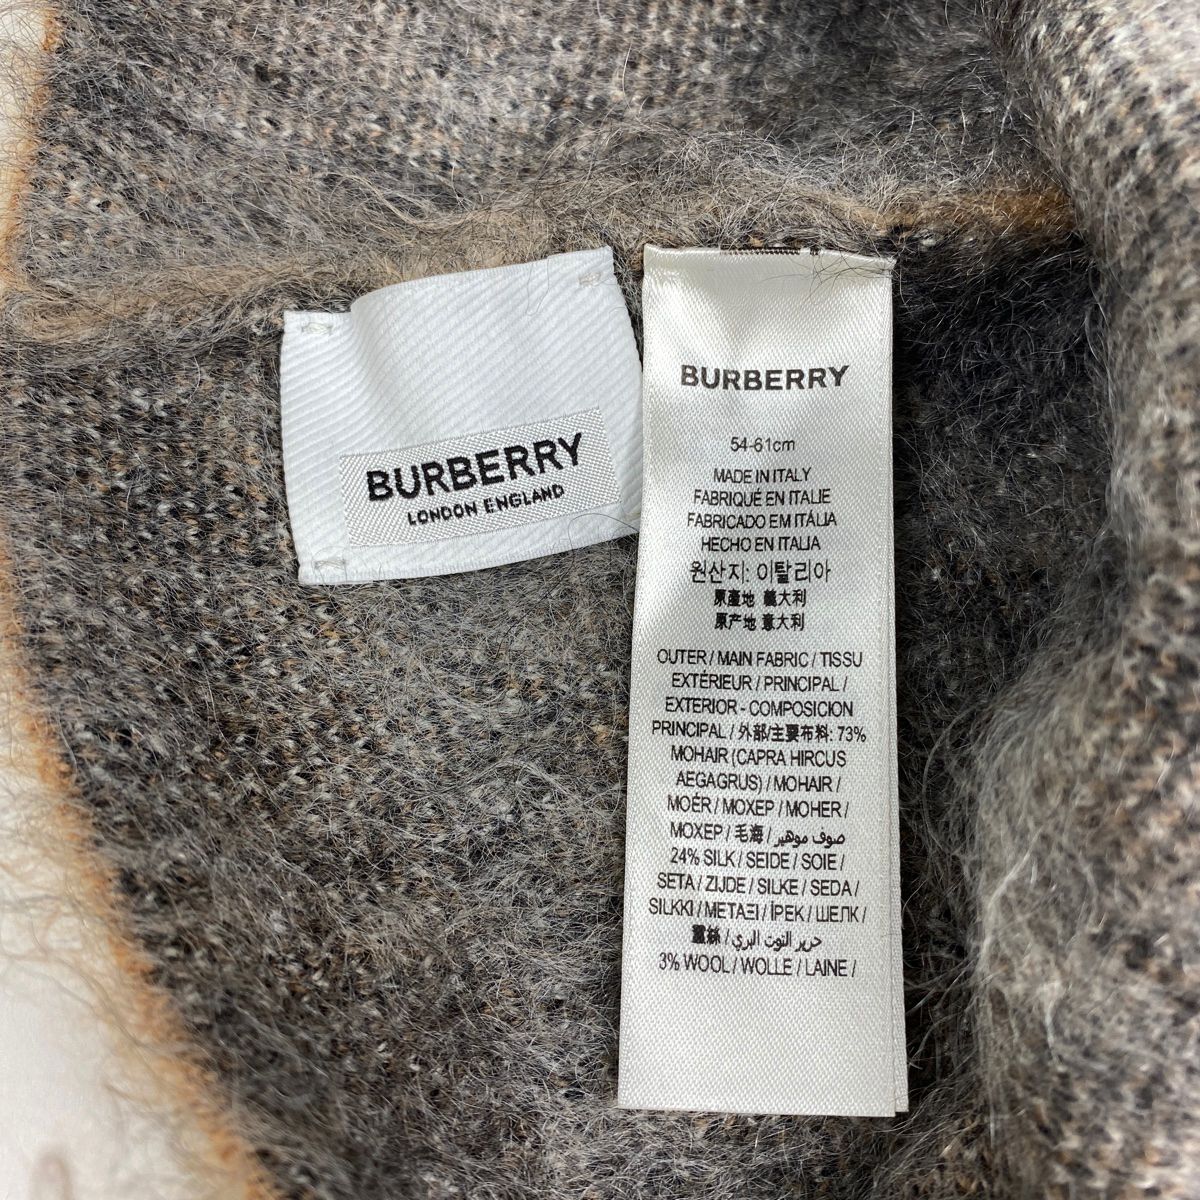 BURBERRY
LONDON ENGLAND
BURBERRY
54-61cm
MADE IN ITALY
FABRIQUÉ EN ITALIE
FABRICADO EM ITÁLIA
HECHO EN ITALIA
원산지: 이탈리아
原產地 義大利
原产地 意大利
OUTER / MAIN FABRIC / TISSU
EXTÉRIEUR / PRINCIPAL /
EXTERIOR - COMPOSICION
PRINCIPAL / 外部/主要布料: 73%
MOHAIR (CAPRA HIRCUS
AEGAGRUS) / MOHAIR /
MOÉR / МОХЕР / MOHER /
МОХЕР / 毛海 / صوف موهير /
24% SILK / SEIDE / SOIE /
SETA / ZIJDE / SILKE / SEDA /
SILKKI / ΜΕΤΑΞΙ / İPEK / ШЕЛК /
蠶絲 / حرير التوت البري /
3% WOOL / WOLLE / LAINE /